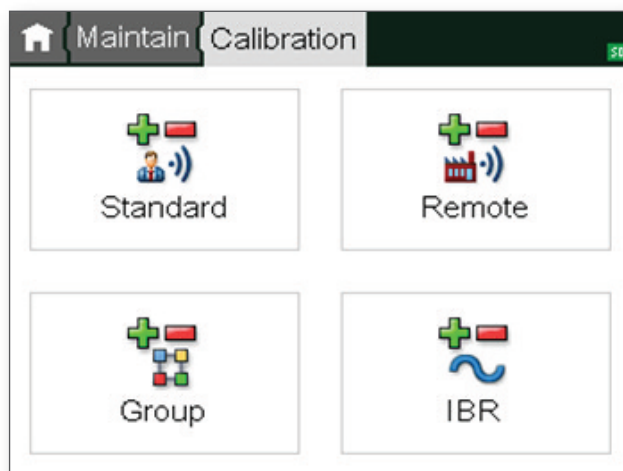 Maintain
Calibration
Standard
Remote
Group
IBR